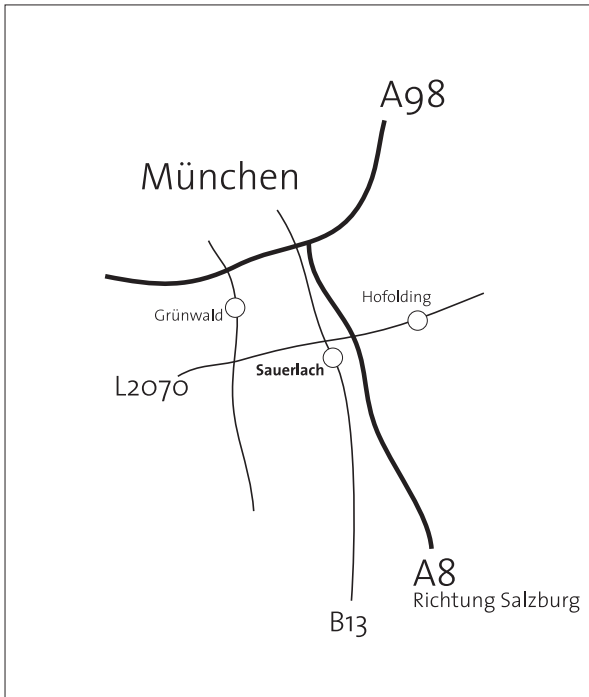 A98
München
Hofolding
Grünwald
Sauerlach
L2070
A8
Richtung Salzburg
B13